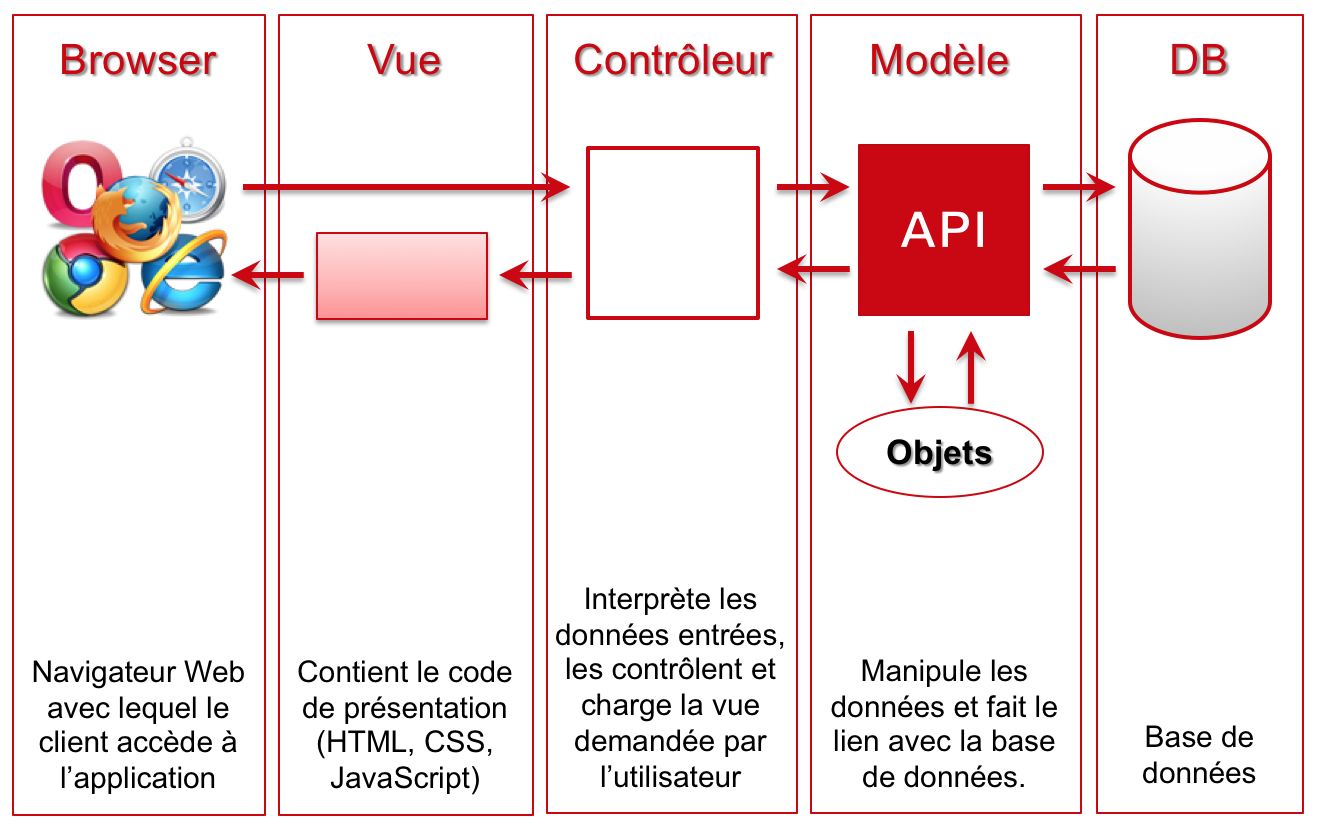 Browser
Vue
Contrôleur
Modèle
DB
API
Objets
Navigateur Web
avec lequel le
client accède à
l’application
Contient le code
de présentation
(HTML, CSS,
JavaScript)
Interprète les
données entrées,
les contrôlent et
charge la vue
demandée par
l’utilisateur
Manipule les
données et fait le
lien avec la base
de données.
Base de
données